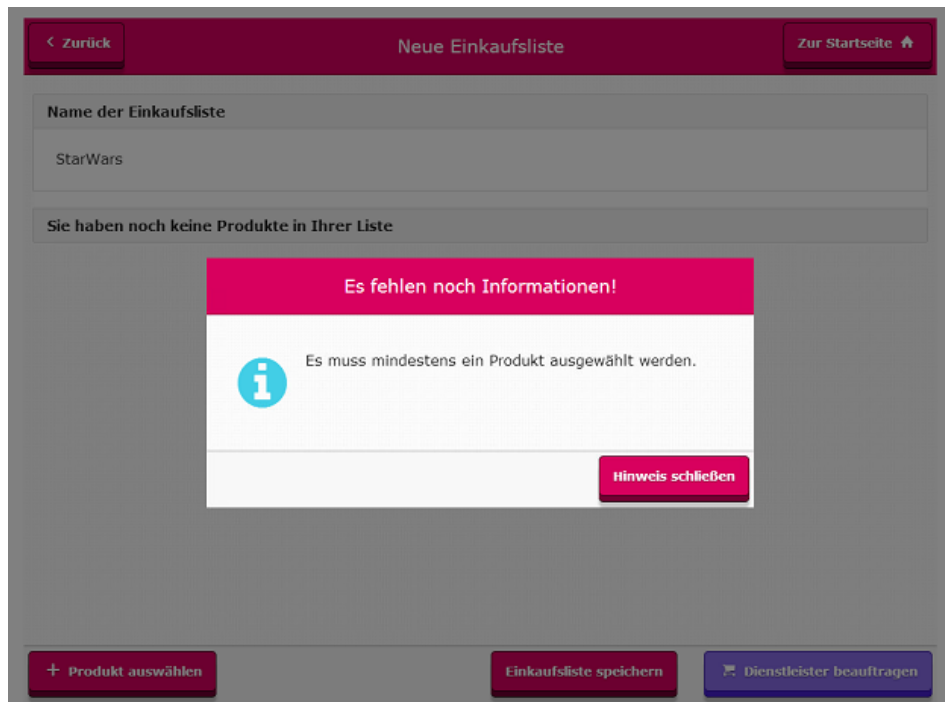 Zurück
Neue Einkaufsliste
Zur Startseite
Name der Einkaufsliste
StarWars
Sie haben noch keine Produkte in Ihrer Liste
Es fehlen noch Informationen!
Es muss mindestens ein Produkt ausgewählt werden.
Hinweis schließen
+ Produkt auswählen
Einkaufsliste speichern
Dienstleister beauftragen